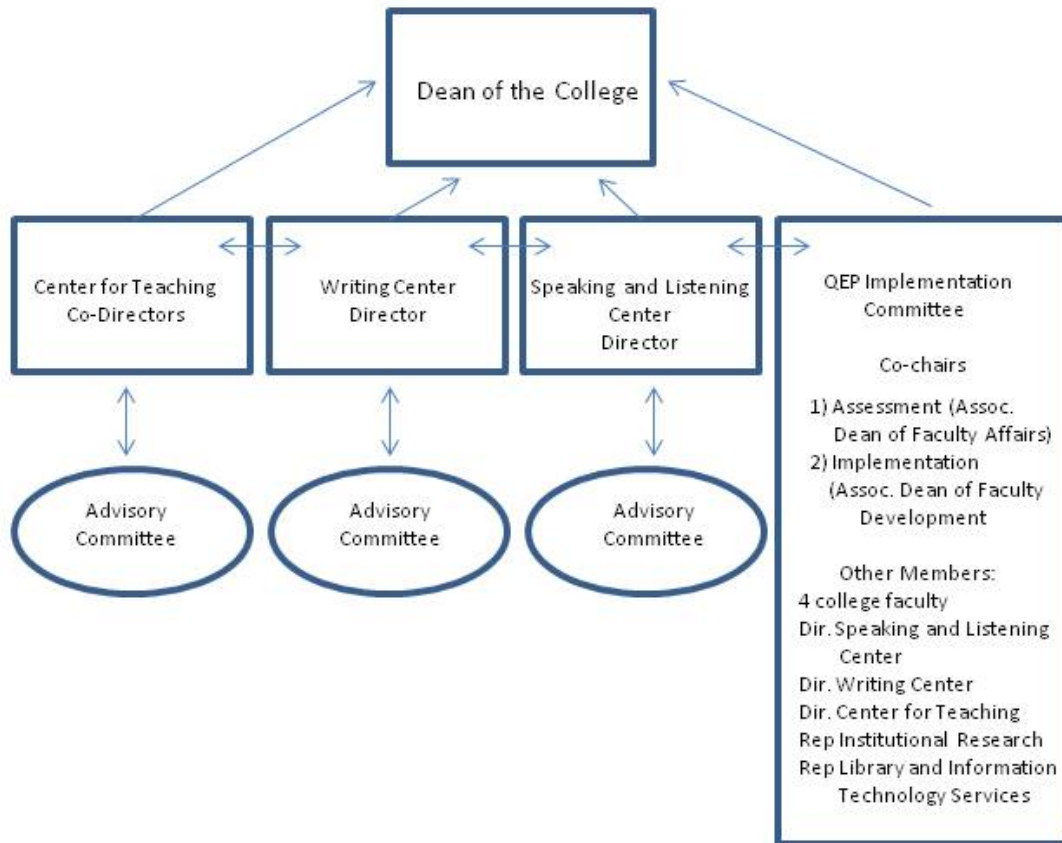 Dean of the College
Center for Teaching
Co-Directors
Writing Center
Director
Speaking and Listening
Center
Director
QEP Implementation
Committee
Co-chairs
1) Assessment (Assoc.
Dean of Faculty Affairs)
2) Implementation
(Assoc. Dean of Faculty
Development
Other Members:
4 college faculty
Dir. Speaking and Listening
Center
Dir. Writing Center
Dir. Center for Teaching
Rep Institutional Research
Rep Library and Information
Technology Services
Advisory
Committee
Advisory
Committee
Advisory
Committee